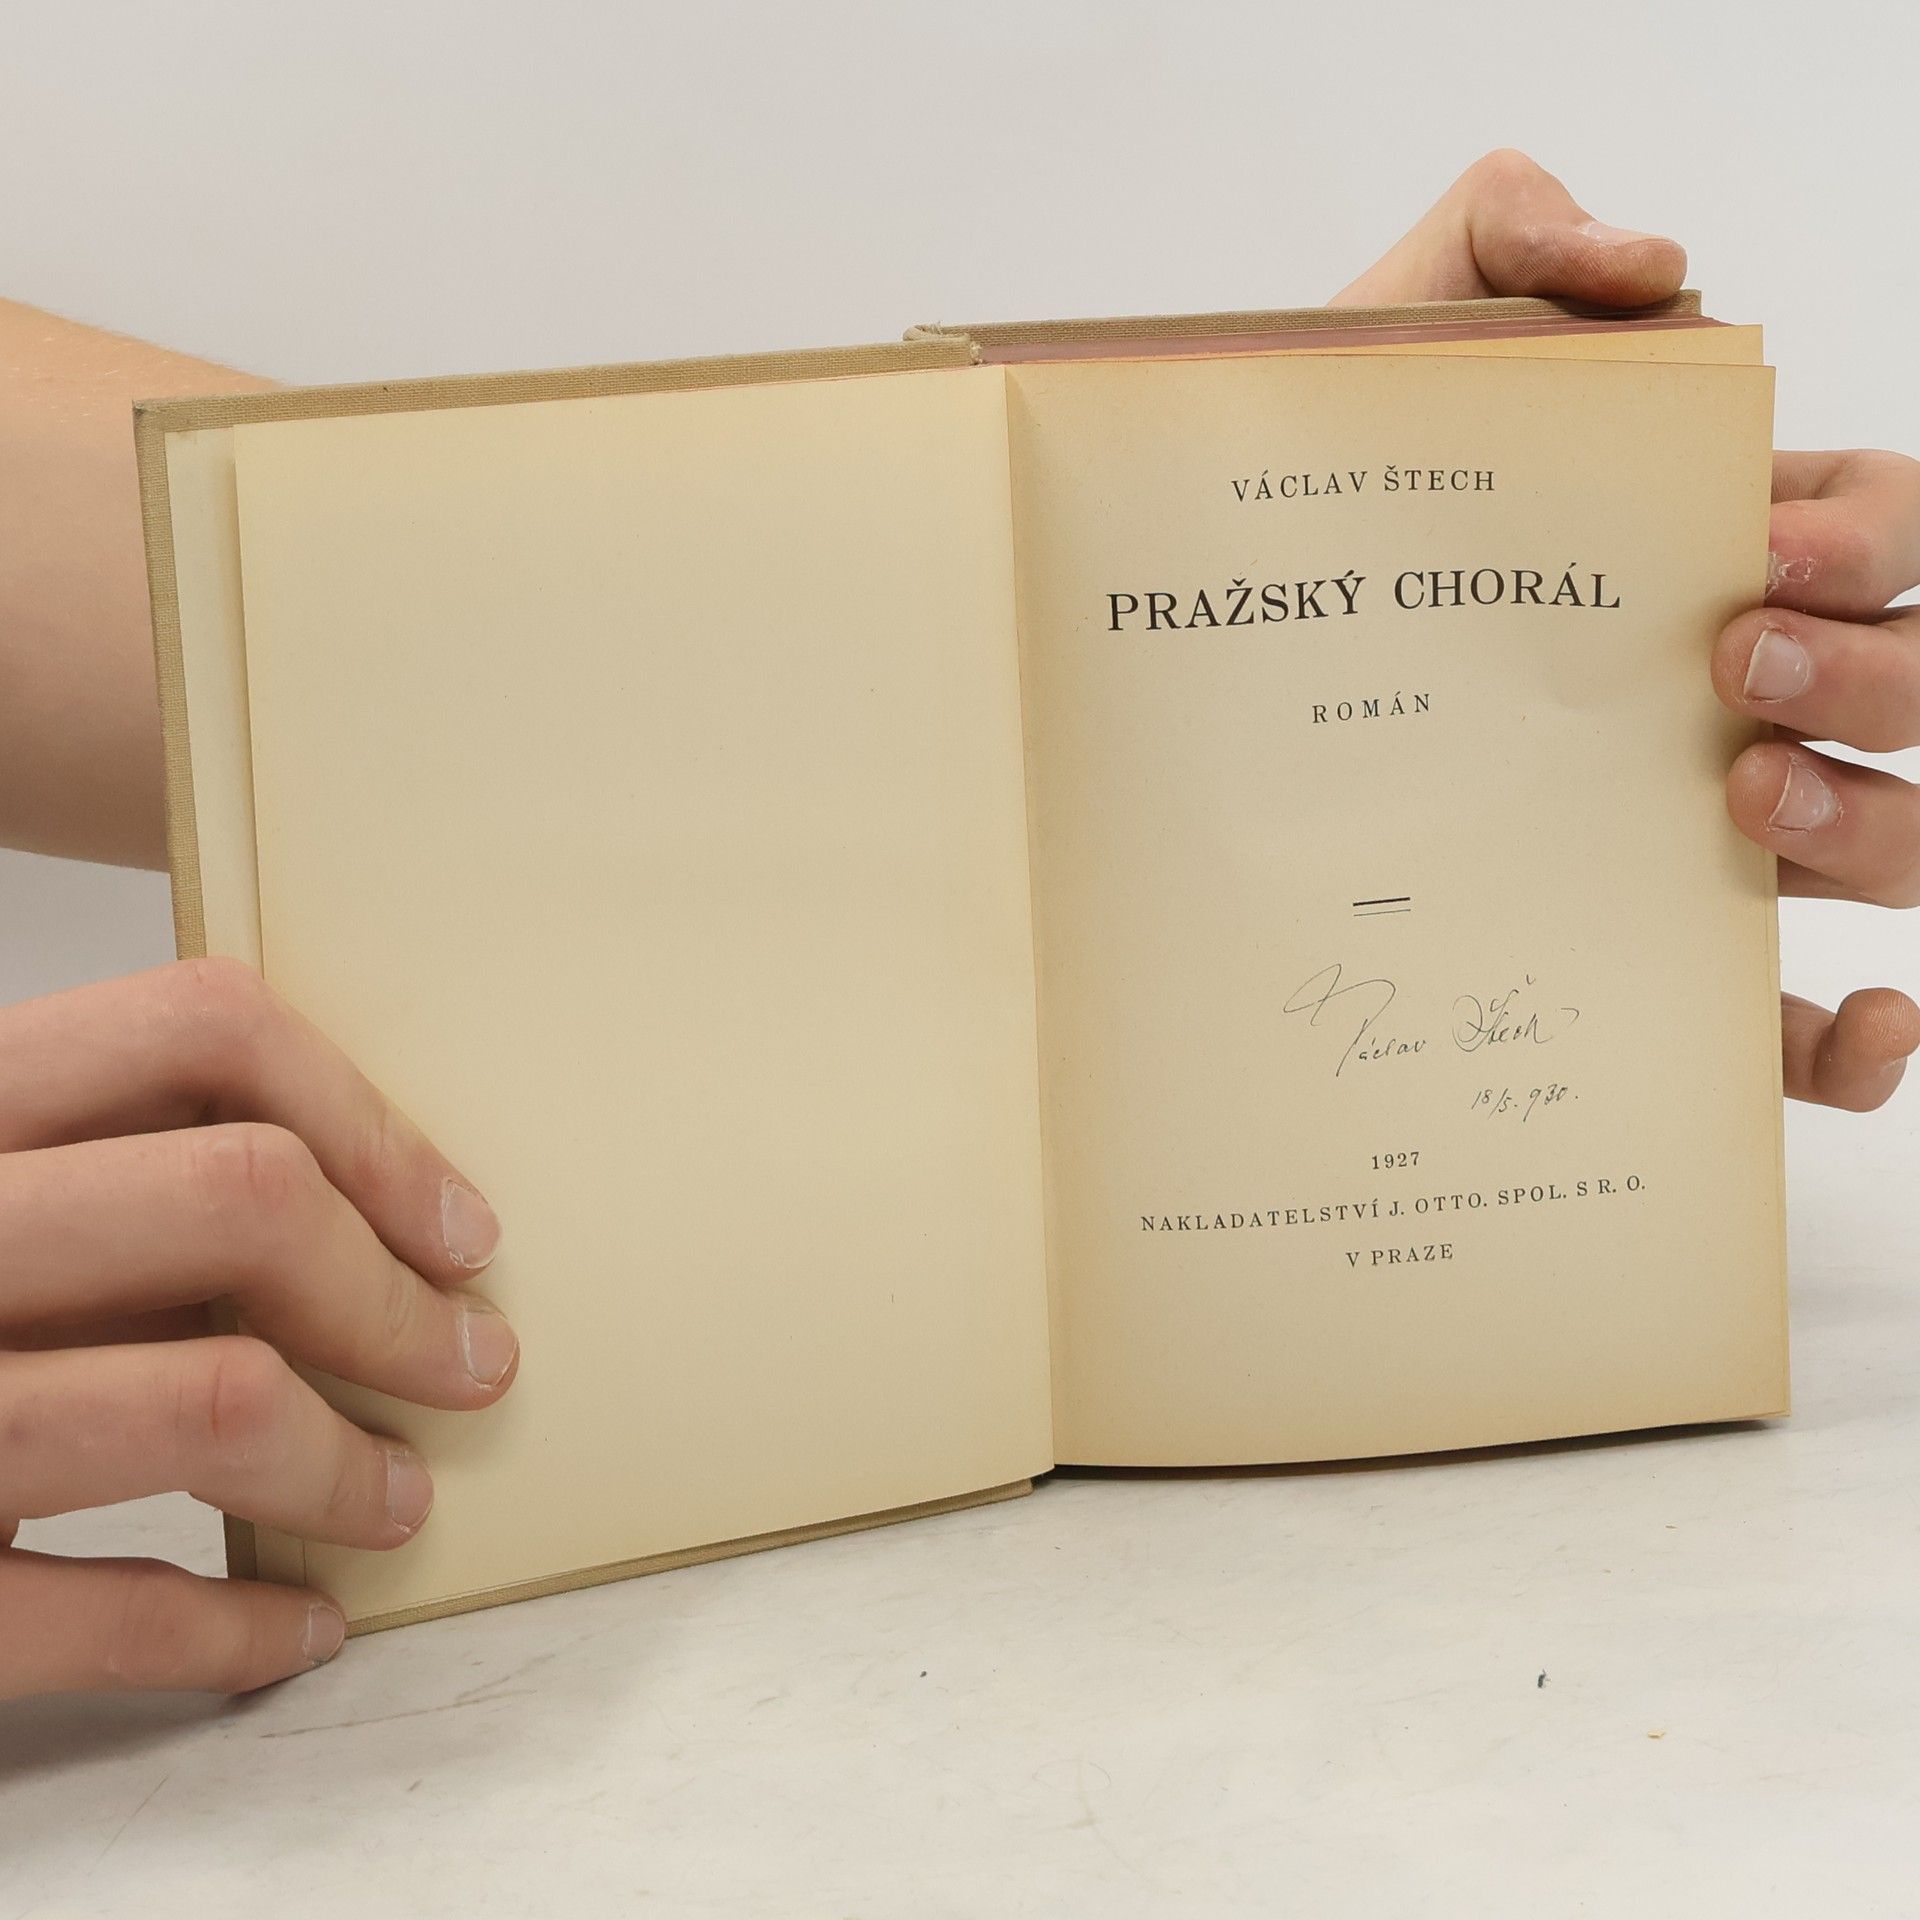 VÁCLAV ŠTECH
PRAŽSKÝ CHORÁL
ROMÁN
Václav Štech
18/5. 930.
1927
NAKLADATELSTVÍ J. OTTO. SPOL. S R. O.
V PRAZE